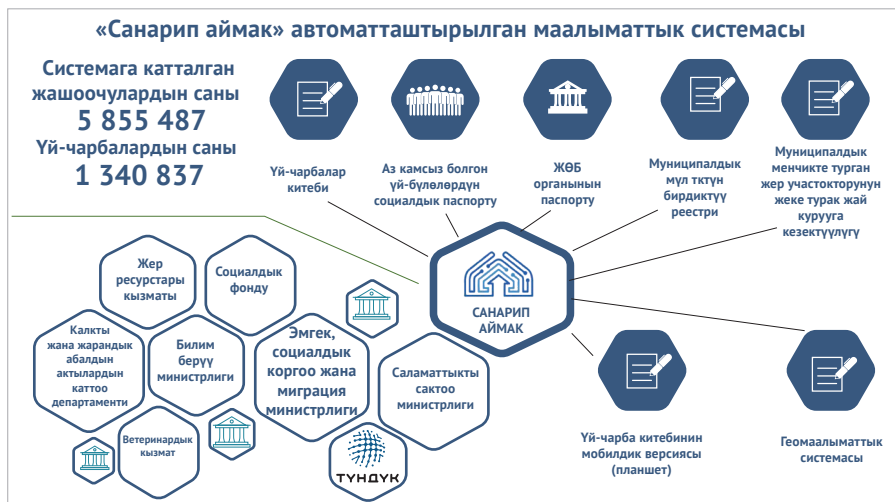 «Санарип аймак» автоматташтырылган маалыматтык системасы
Системага катталган
жашоочулардын саны
5 855 487
Үй-чарбалардын саны
1 340 837
Үй-чарбалар
китеби
Аз камсыз болгон
үй-бүлөлөрдүн
социалдык паспорту
ЖӨБ
органынын
паспорту
Муниципалдык
мүл тктүн
бирдиктүү
реестри
Муниципалдык
менчикте турган
жер участокторунун
жеке турак жай
курууга
кезектүүлүгү
САНАРИП
АЙМАК
Жер
ресурстары
кызматы
Социалдык
фонду
Калкты
жана жарандык
абалдын
актылардын
каттоо
департаменти
Билим
берүү
министрлиги
Эмгек,
социалдык
коргоо жана
миграция
министрлиги
Саламаттыкты
сактоо
министрлиги
Ветеринардык
кызмат
ТҮНДҮК
Үй-чарба китебинин
мобилдик версиясы
(планшет)
Геомаалыматтык
системасы